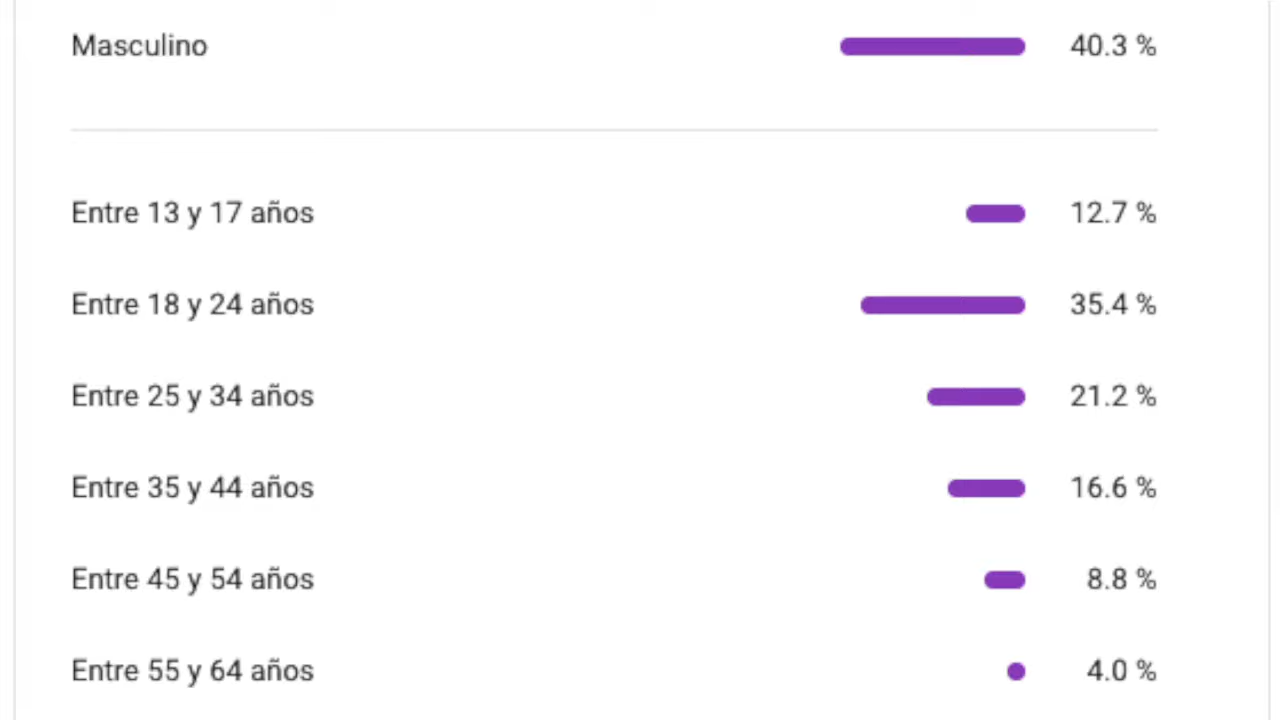 Masculino 40.3 %
Entre 13 y 17 años 12.7 %
Entre 18 y 24 años 35.4 %
Entre 25 y 34 años 21.2 %
Entre 35 y 44 años 16.6 %
Entre 45 y 54 años 8.8 %
Entre 55 y 64 años 4.0 %